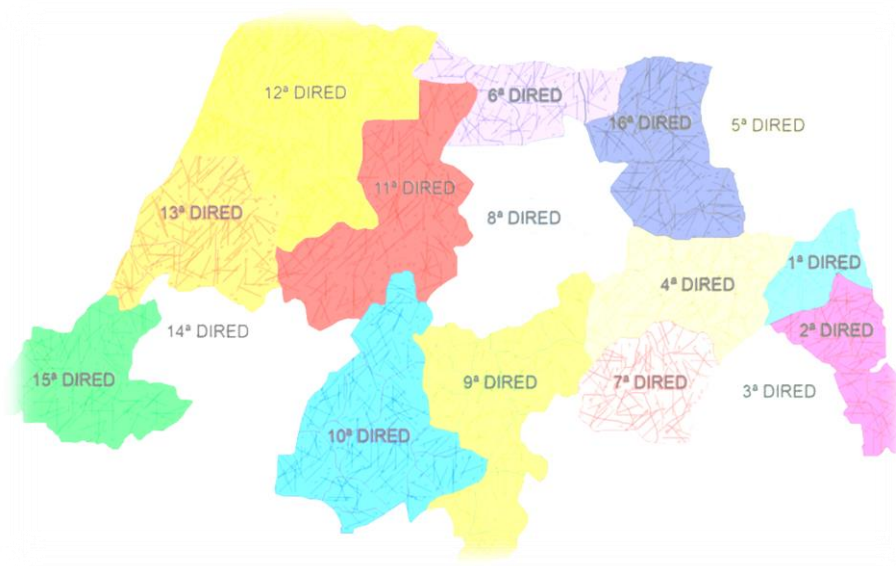 12ª DIRED
6ª DIRED
16ª DIRED
5ª DIRED
11ª DIRED
13ª DIRED
8ª DIRED
1ª DIRED
4ª DIRED
14ª DIRED
2ª DIRED
15ª DIRED
9ª DIRED
7ª DIRED
3ª DIRED
10ª DIRED